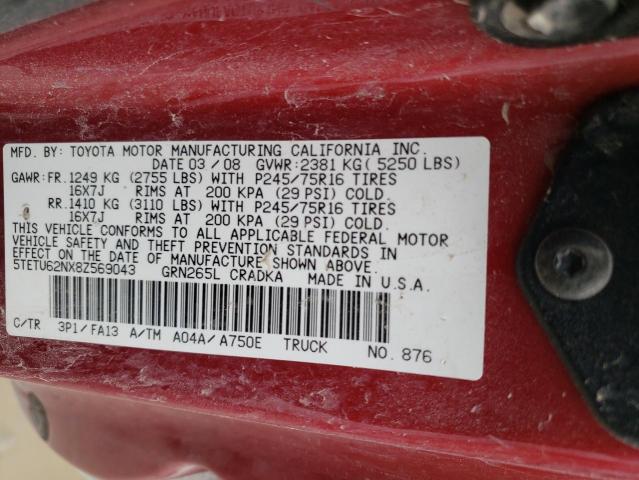 MFD. BY: TOYOTA MOTOR MANUFACTURING CALIFORNIA INC.
DATE 03 / 08 GVWR: 2381 KG( 5250 LBS)
GAWR: FR. 1249 KG (2755 LBS) WITH P245/75R16 TIRES
16X7J RIMS AT 200 KPA (29 PSI) COLD.
RR. 1410 KG (3110 LBS) WITH P245/75R16 TIRES
16X7J RIMS AT 200 KPA (29 PSI) COLD.
THIS VEHICLE CONFORMS TO ALL APPLICABLE FEDERAL MOTOR
VEHICLE SAFETY AND THEFT PREVENTION STANDARDS IN
EFFECT ON THE DATE OF MANUFACTURE SHOWN ABOVE.
5TETU62NX8Z569043 GRN265L CRADKA MADE IN U.S.A.
C/TR 3P1/FA13 A/TM A04A/A750E TRUCK NO. 876